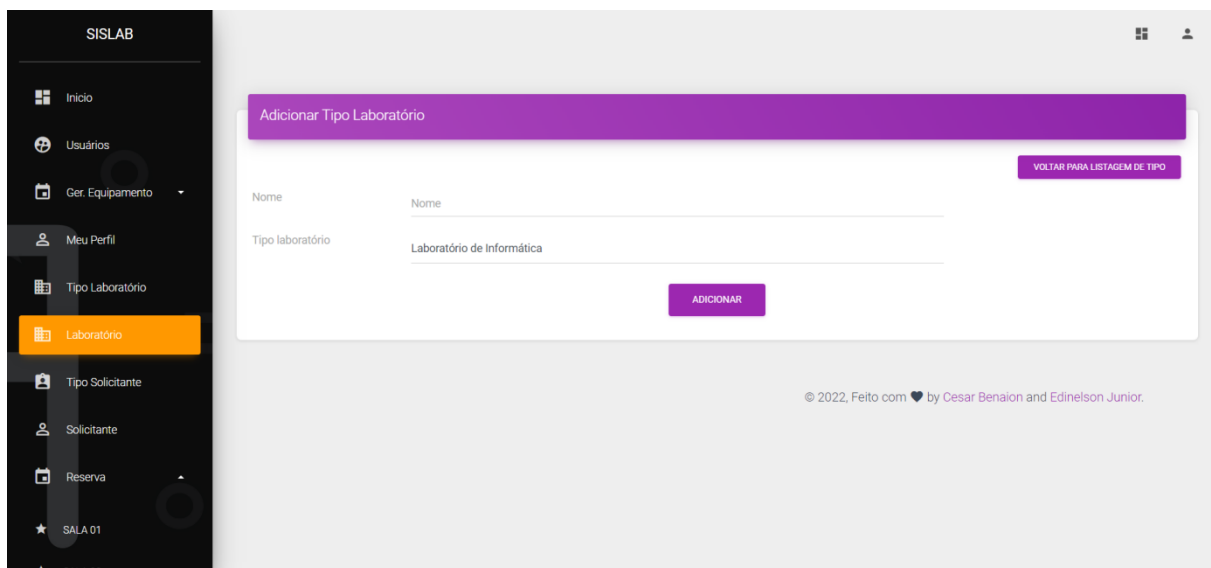 SISLAB
Inicio
Usuários
Ger. Equipamento
Meu Perfil
Tipo Laboratório
Laboratório
Tipo Solicitante
Solicitante
Reserva
SALA 01
Adicionar Tipo Laboratório
VOLTAR PARA LISTAGEM DE TIPO
Nome
Nome
Tipo laboratório
Laboratório de Informática
ADICIONAR
© 2022, Feito com by Cesar Benaion and Edinelson Junior.